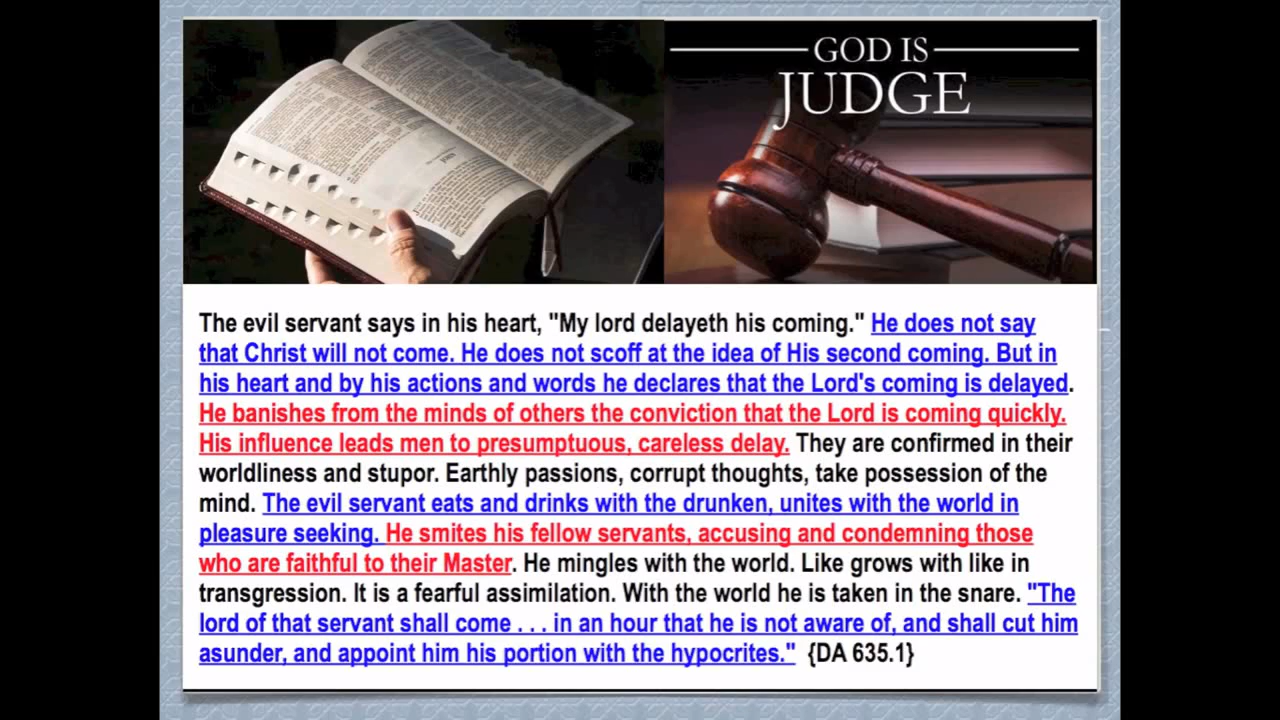 GOD IS
JUDGE
The evil servant says in his heart, "My lord delayeth his coming." He does not say
that Christ will not come. He does not scoff at the idea of His second coming. But in
his heart and by his actions and words he declares that the Lord's coming is delayed.
He banishes from the minds of others the conviction that the Lord is coming quickly.
His influence leads men to presumptuous, careless delay. They are confirmed in their
worldliness and stupor. Earthly passions, corrupt thoughts, take possession of the
mind. The evil servant eats and drinks with the drunken, unites with the world in
pleasure seeking. He smites his fellow servants, accusing and condemning those
who are faithful to their Master. He mingles with the world. Like grows with like in
transgression. It is a fearful assimilation. With the world he is taken in the snare. "The
lord of that servant shall come . . . in an hour that he is not aware of, and shall cut him
asunder, and appoint him his portion with the hypocrites." {DA 635.1}